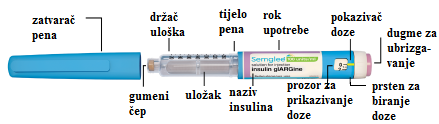 zatvarač
pena
držač
uloška
tijelo
pena
rok
upotrebe
pokazivač
doze
dugme za
ubrizga-
vanje
Semglee
insulin glARGine
gumeni
čep
uložak
naziv
inzulina
prozor za
prikazivanje
doze
prsten za
biranje
doze